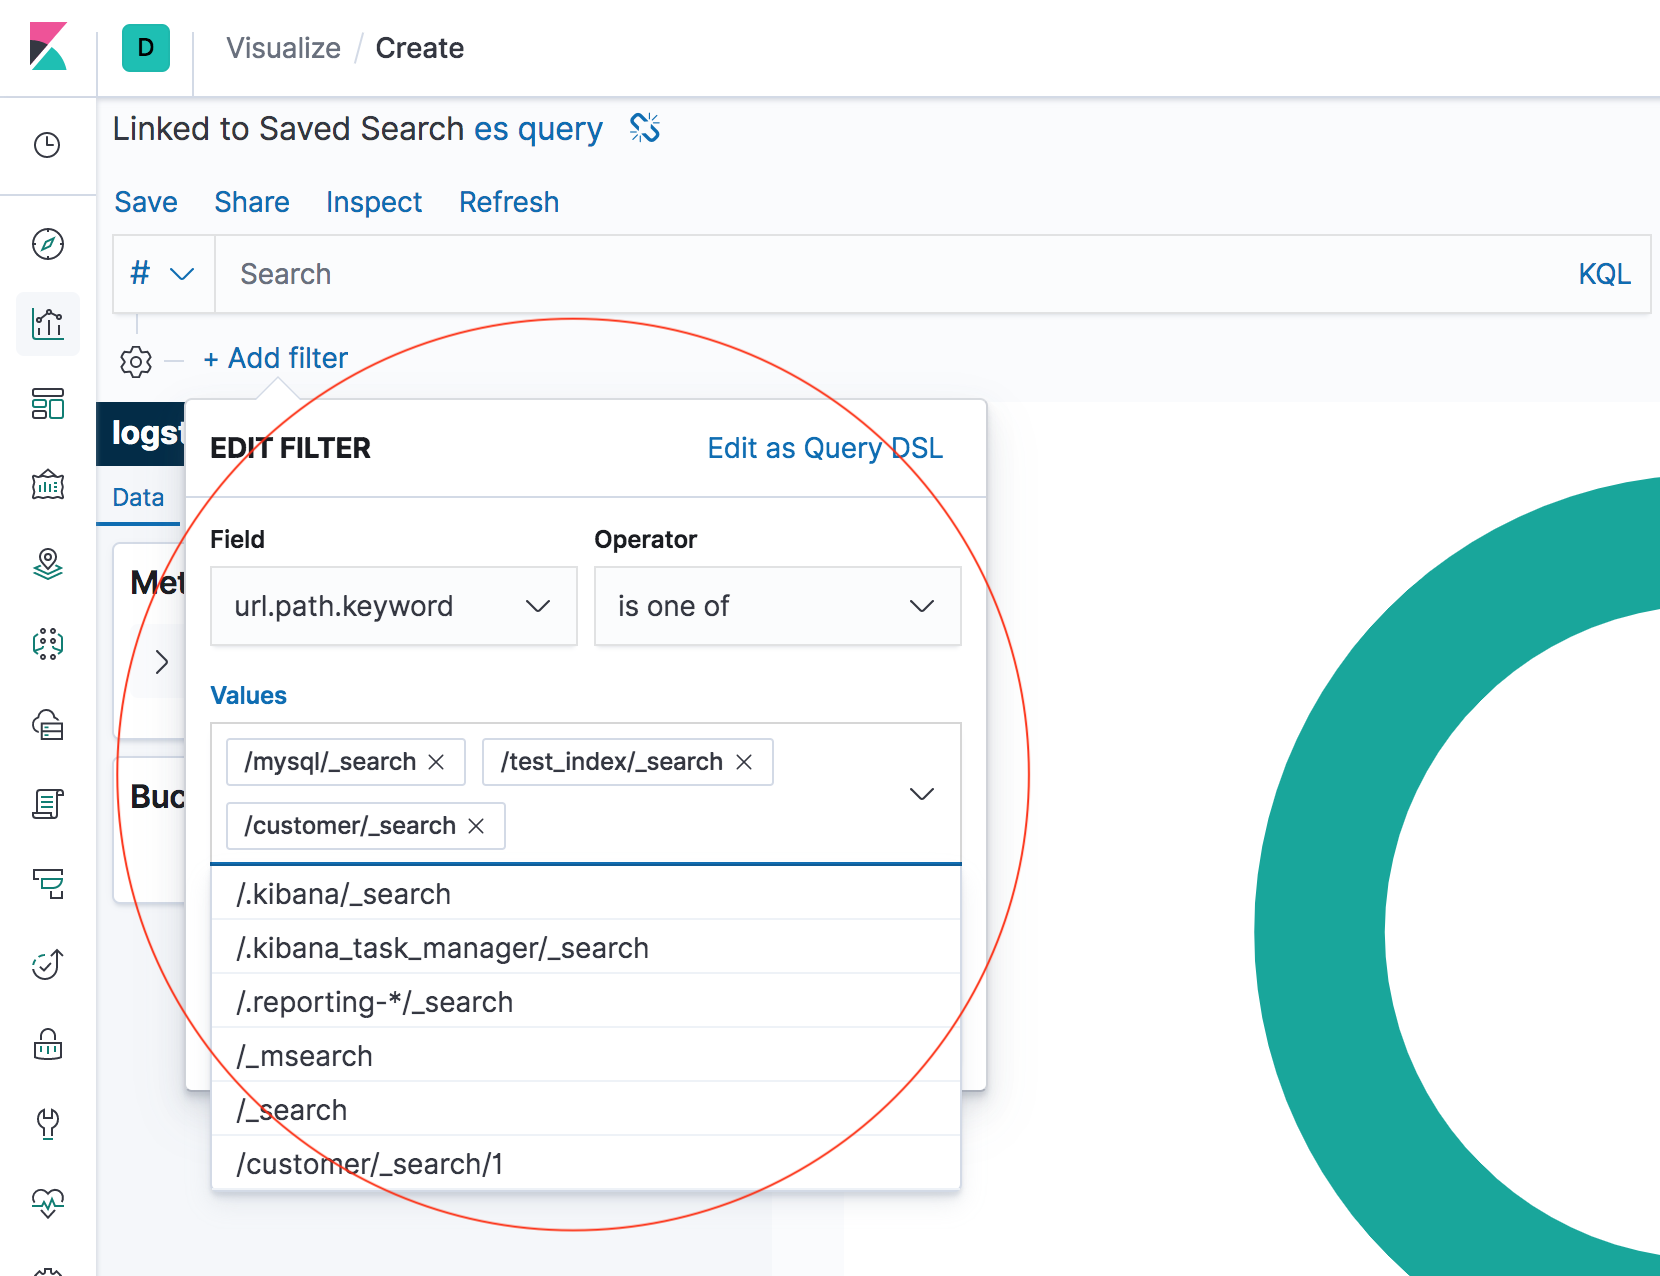 D Visualize / Create
Linked to Saved Search es query
Save Share Inspect Refresh
# Search KQL
+ Add filter
logst
EDIT FILTER Edit as Query DSL
Data
Field Operator
Met
url.path.keyword is one of
Values
/mysql/_search × /test_index/_search ×
Buc
/customer/_search ×
/.kibana/_search
/.kibana_task_manager/_search
/.reporting-*/_search
/_msearch
/_search
/customer/_search/1